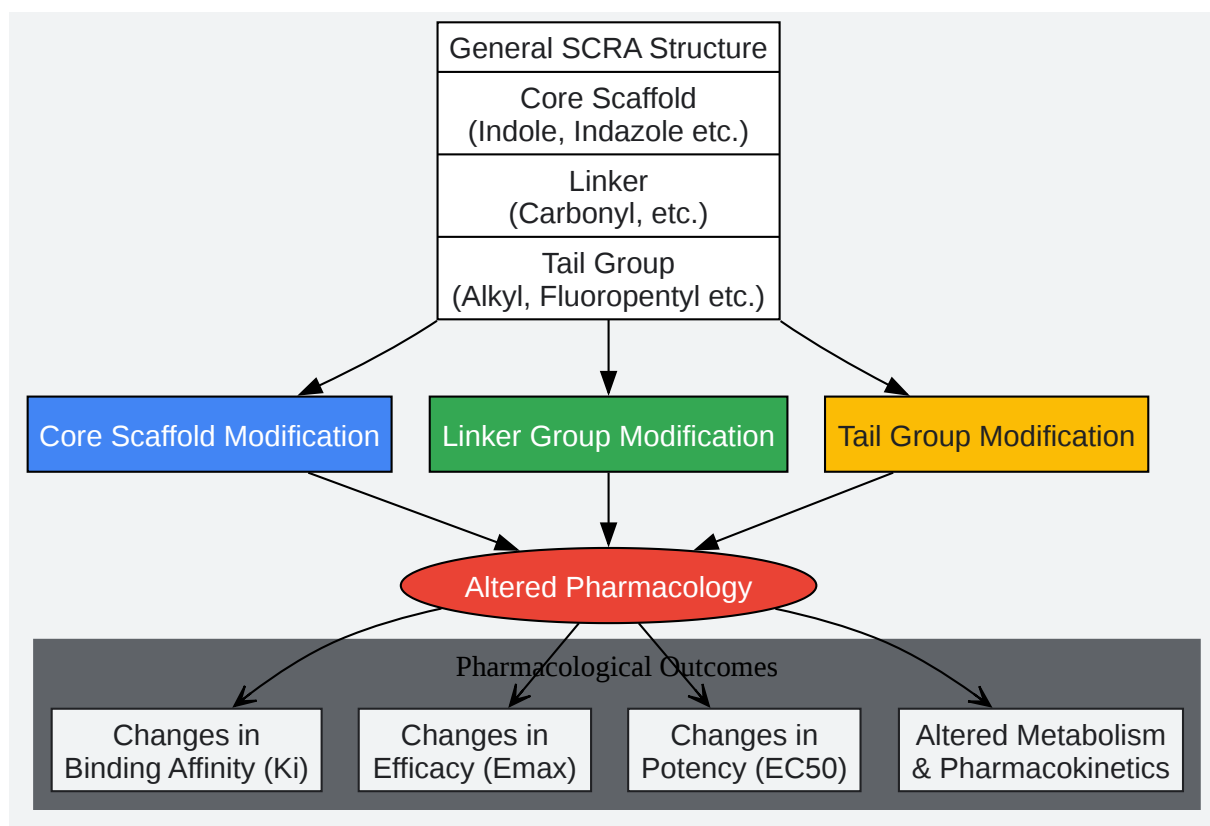 General SCRA Structure
Core Scaffold
(Indole, Indazole etc.)
Linker
(Carbonyl, etc.)
Tail Group
(Alkyl, Fluoropentyl etc.)
Core Scaffold Modification
Linker Group Modification
Tail Group Modification
Altered Pharmacology
Pharmacological Outcomes
Changes in
Binding Affinity (Ki)
Changes in
Efficacy (Emax)
Changes in
Potency (EC50)
Altered Metabolism
& Pharmacokinetics